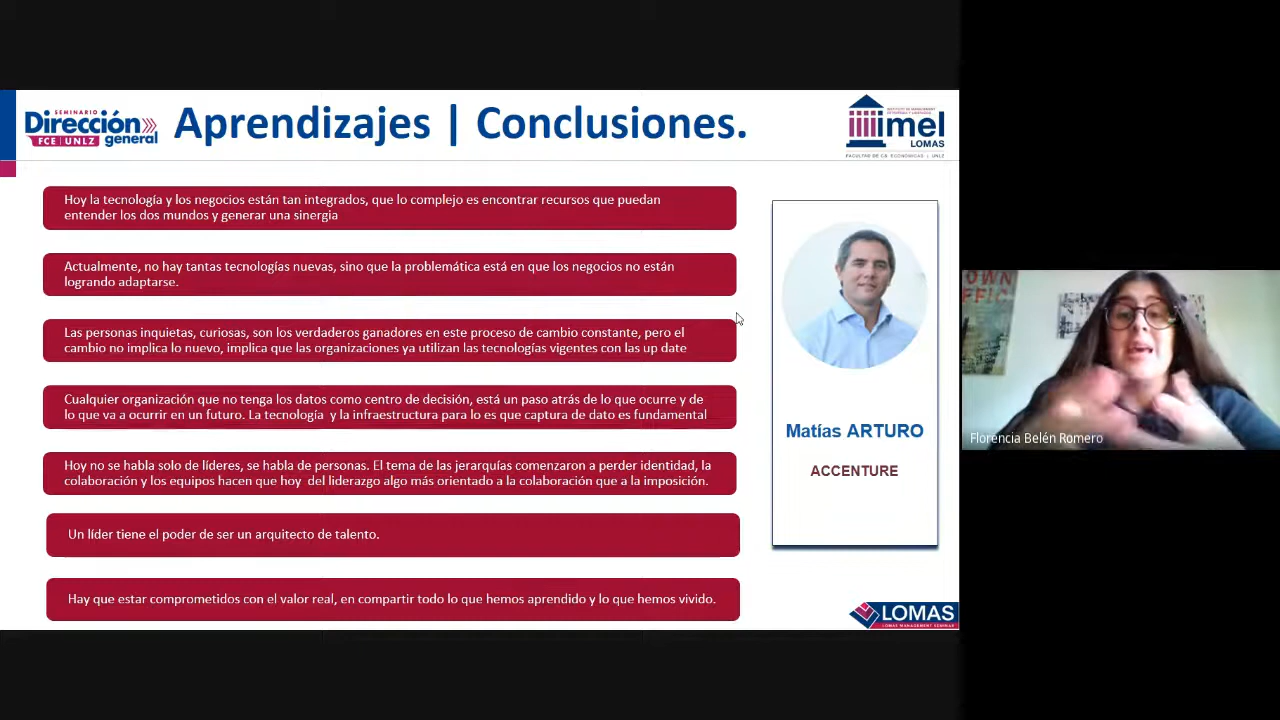 SEMINARIO
Dirección
FCE | UNLZ general
Aprendizajes | Conclusiones.
INSTITUTO DE MANAGEMENT
imel
LOMAS
FACULTAD DE CS. ECONÓMICAS | UNLZ
Hoy la tecnología y los negocios están tan integrados, que lo complejo es encontrar recursos que puedan
entender los dos mundos y generar una sinergia
Actualmente, no hay tantas tecnologías nuevas, sino que la problemática está en que los negocios no están
logrando adaptarse.
Las personas inquietas, curiosas, son los verdaderos ganadores en este proceso de cambio constante, pero el
cambio no implica lo nuevo, implica que las organizaciones ya utilizan las tecnologías vigentes con las up date
Cualquier organización que no tenga los datos como centro de decisión, está un paso atrás de lo que ocurre y de
lo que va a ocurrir en un futuro. La tecnología y la infraestructura para lo es que captura de dato es fundamental
Hoy no se habla solo de líderes, se habla de personas. El tema de las jerarquías comenzaron a perder identidad, la
colaboración y los equipos hacen que hoy del liderazgo algo más orientado a la colaboración que a la imposición.
Un líder tiene el poder de ser un arquitecto de talento.
Hay que estar comprometidos con el valor real, en compartir todo lo que hemos aprendido y lo que hemos vivido.
Matías ARTURO
ACCENTURE
LOMAS
LOMAS MANAGEMENT SEMINAR
OWN
Florencia Belén Romero